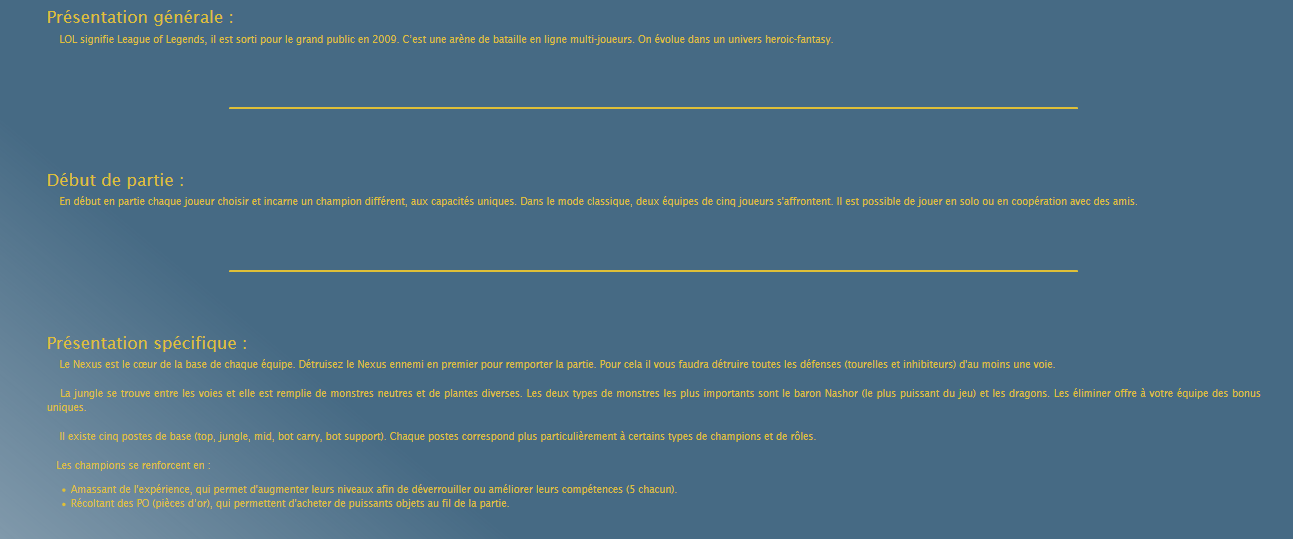 Présentation générale :
LOL signifie League of Legends, il est sorti pour le grand public en 2009. C'est une arène de bataille en ligne multi-joueurs. On évolue dans un univers heroic-fantasy.
Début de partie :
En début en partie chaque joueur choisir et incarne un champion différent, aux capacités uniques. Dans le mode classique, deux équipes de cinq joueurs s'affrontent. Il est possible de jouer en solo ou en coopération avec des amis.
Présentation spécifique :
Le Nexus est le cœur de la base de chaque équipe. Détruisez le Nexus ennemi en premier pour remporter la partie. Pour cela il vous faudra détruire toutes les défenses (tourelles et inhibiteurs) d'au moins une voie.
La jungle se trouve entre les voies et elle est remplie de monstres neutres et de plantes diverses. Les deux types de monstres les plus importants sont le baron Nashor (le plus puissant du jeu) et les dragons. Les éliminer offre à votre équipe des bonus
uniques.
Il existe cinq postes de base (top, jungle, mid, bot carry, bot support). Chaque postes correspond plus particulièrement à certains types de champions et de rôles.
Les champions se renforcent en :
• Amassant de l'expérience, qui permet d'augmenter leurs niveaux afin de déverrouiller ou améliorer leurs compétences (5 chacun).
• Récoltant des PO (pièces d'or), qui permettent d'acheter de puissants objets au fil de la partie.